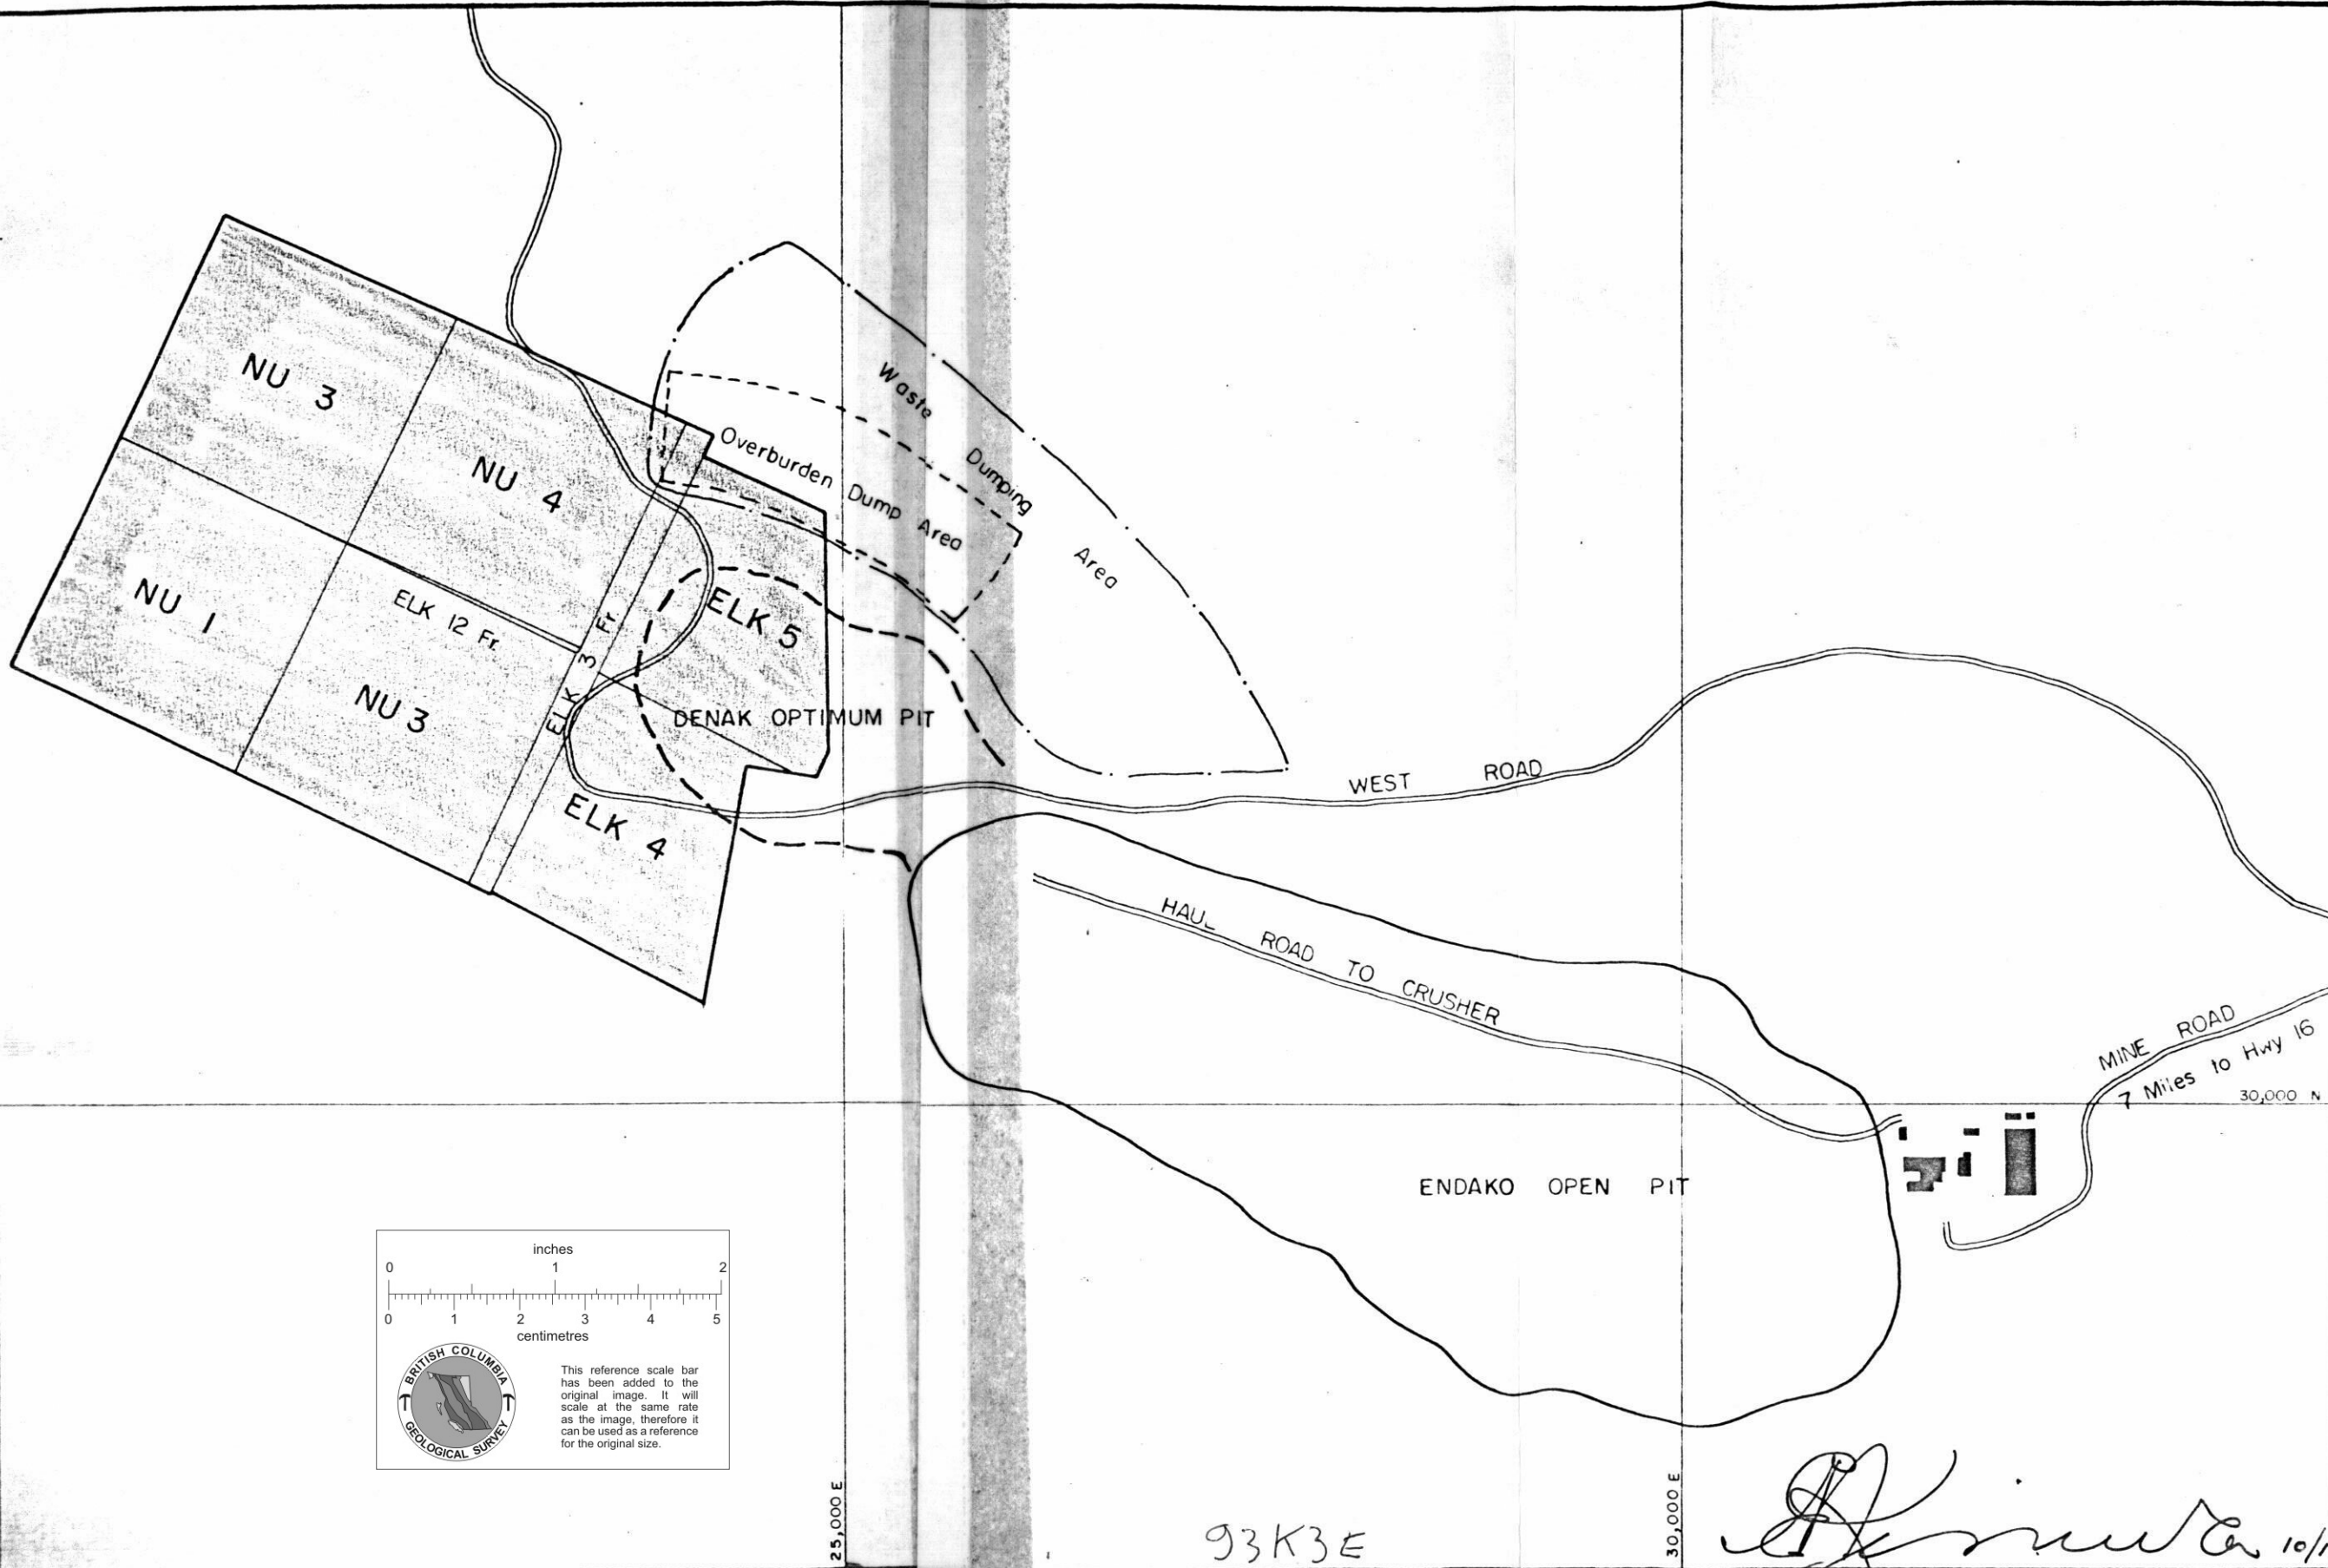 NU 3
NU 4
NU 1
NU 3
ELK 12 Fr.
ELK 3 Fr
ELK 5
ELK 4
Waste Dumping Area
Overburden Dump Area
DENAK OPTIMUM PIT
WEST ROAD
HAUL ROAD TO CRUSHER
MINE ROAD
7 Miles to Hwy 16
30,000 N
ENDAKO OPEN PIT
inches
0 1 2
0 1 2 3 4 5
centimetres
BRITISH COLUMBIA
GEOLOGICAL SURVEY
This reference scale bar
has been added to the
original image. It will
scale at the same rate
as the image, therefore it
can be used as a reference
for the original size.
25,000 E
30,000 E
93K3E